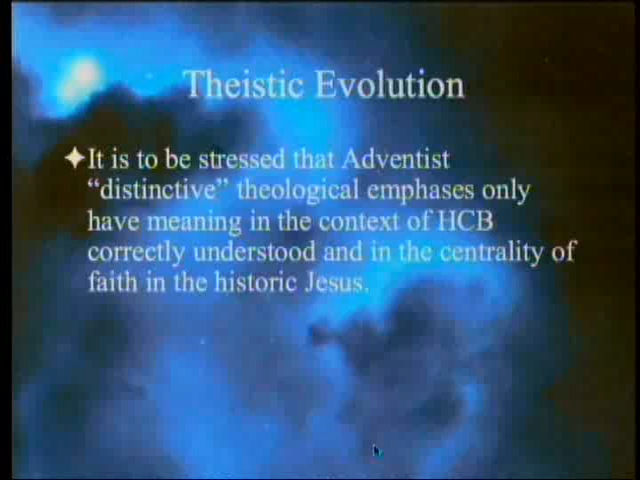 Theistic Evolution
It is to be stressed that Adventist
“distinctive” theological emphases only
have meaning in the context of HCB
correctly understood and in the centrality of
faith in the historic Jesus.